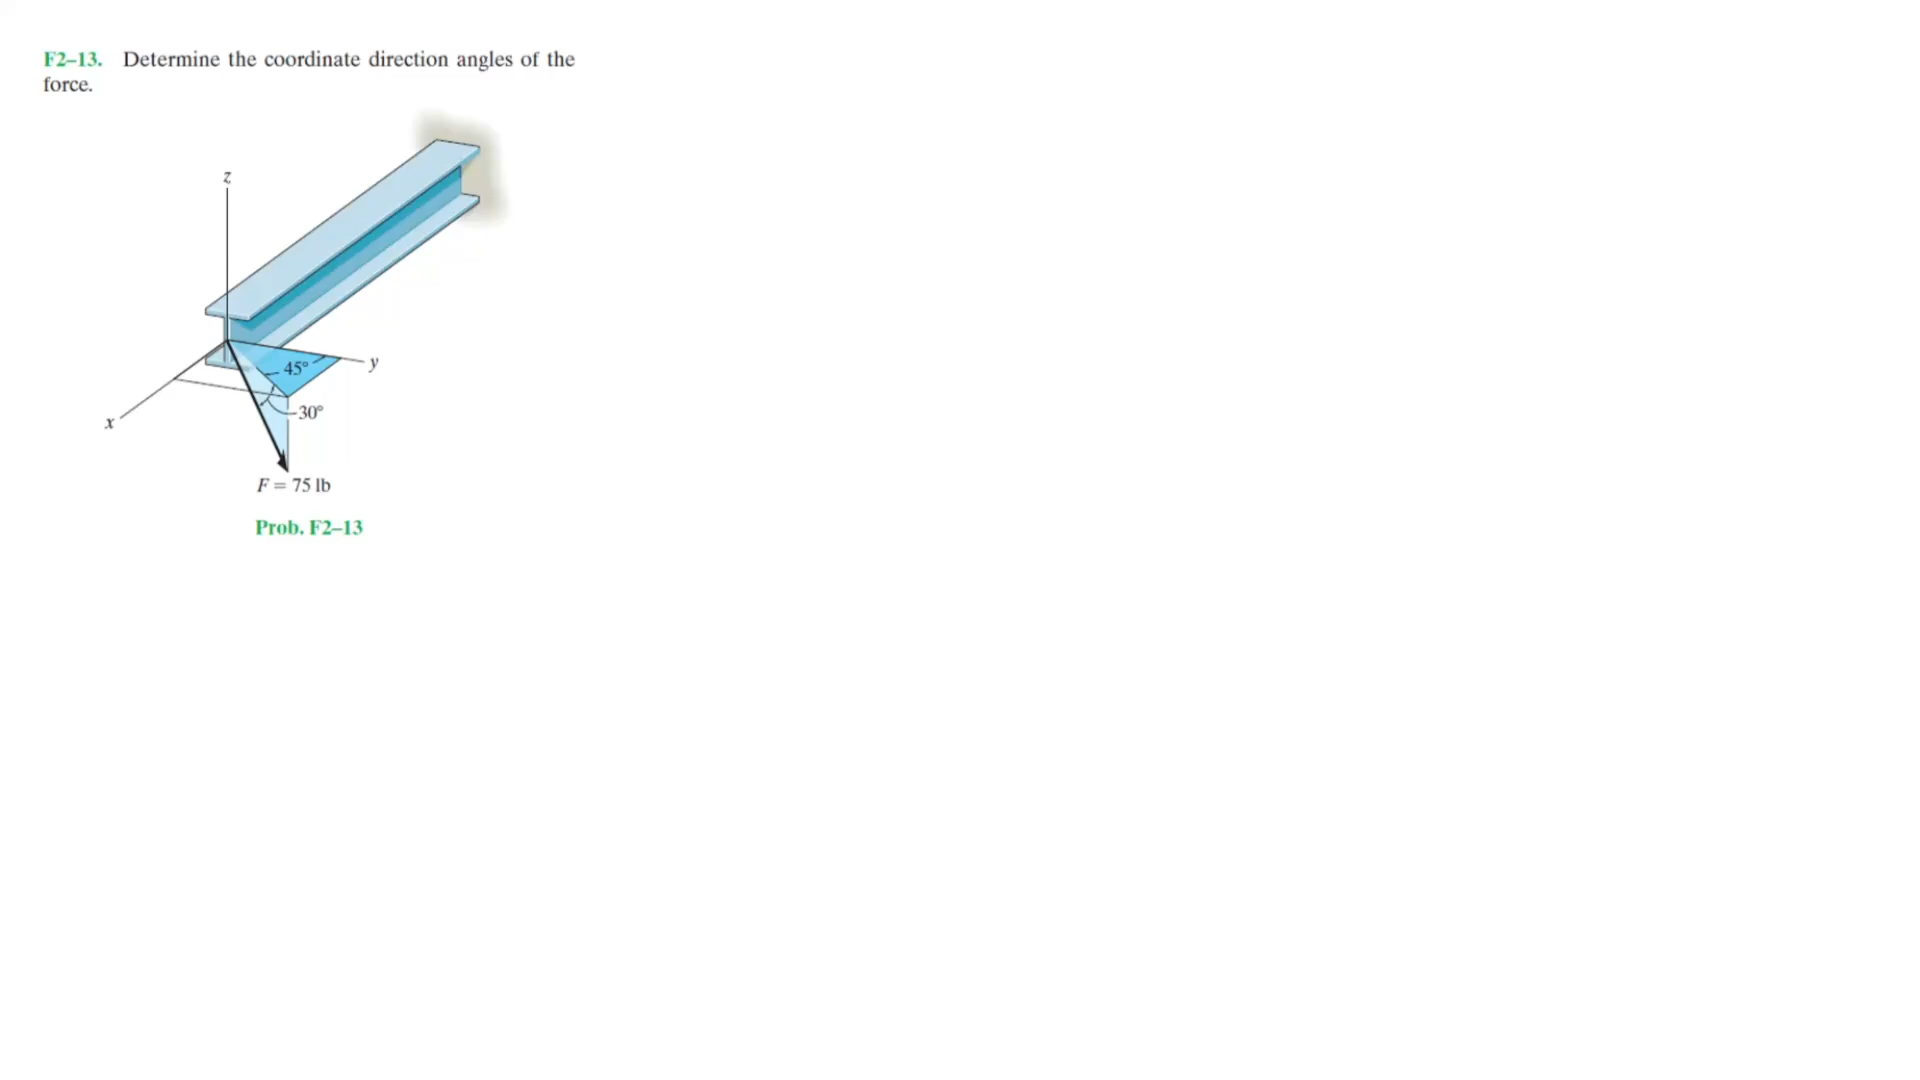 F2–13. Determine the coordinate direction angles of the
force.
z
45°
y
30°
x
F = 75 lb
Prob. F2–13